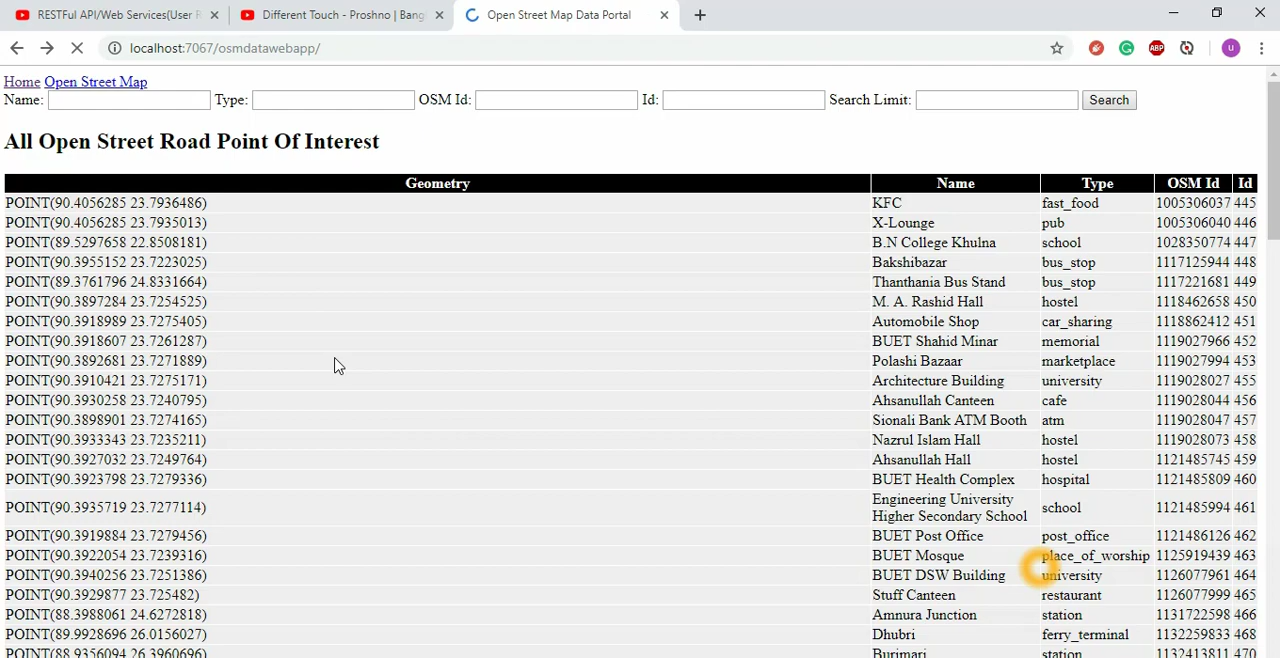 RESTFul API/Web Services(User R
Different Touch - Proshno | Bang
Open Street Map Data Portal
localhost:7067/osmdatawebapp/
ABP
U
Home Open Street Map
Name: Type: OSM Id: Id: Search Limit: Search
All Open Street Road Point Of Interest
Geometry Name Type OSM Id Id
POINT(90.4056285 23.7936486) KFC fast_food 1005306037 445
POINT(90.4056285 23.7935013) X-Lounge pub 1005306040 446
POINT(89.5297658 22.8508181) B.N College Khulna school 1028350774 447
POINT(90.3955152 23.7223025) Bakshibazar bus_stop 1117125944 448
POINT(89.3761796 24.8331664) Thanthania Bus Stand bus_stop 1117221681 449
POINT(90.3897284 23.7254525) M. A. Rashid Hall hostel 1118462658 450
POINT(90.3918989 23.7275405) Automobile Shop car_sharing 1118862412 451
POINT(90.3918607 23.7261287) BUET Shahid Minar memorial 1119027966 452
POINT(90.3892681 23.7271889) Polashi Bazaar marketplace 1119027994 453
POINT(90.3910421 23.7275171) Architecture Building university 1119028027 455
POINT(90.3930258 23.7240795) Ahsanullah Canteen cafe 1119028044 456
POINT(90.3898901 23.7274165) Sionali Bank ATM Booth atm 1119028047 457
POINT(90.3933343 23.7235211) Nazrul Islam Hall hostel 1119028073 458
POINT(90.3927032 23.7249764) Ahsanullah Hall hostel 1121485745 459
POINT(90.3923798 23.7279336) BUET Health Complex hospital 1121485809 460
POINT(90.3935719 23.7277114) Engineering University Higher Secondary School school 1121485994 461
POINT(90.3919884 23.7279456) BUET Post Office post_office 1121486126 462
POINT(90.3922054 23.7239316) BUET Mosque place_of_worship 1125919439 463
POINT(90.3940256 23.7251386) BUET DSW Building university 1126077961 464
POINT(90.3929877 23.725482) Stuff Canteen restaurant 1126077999 465
POINT(88.3988061 24.6272818) Amnura Junction station 1131722598 466
POINT(89.9928696 26.0156027) Dhubri ferry_terminal 1132259833 468
POINT(88.9356094 26.3960696) Burimari station 1132413811 470